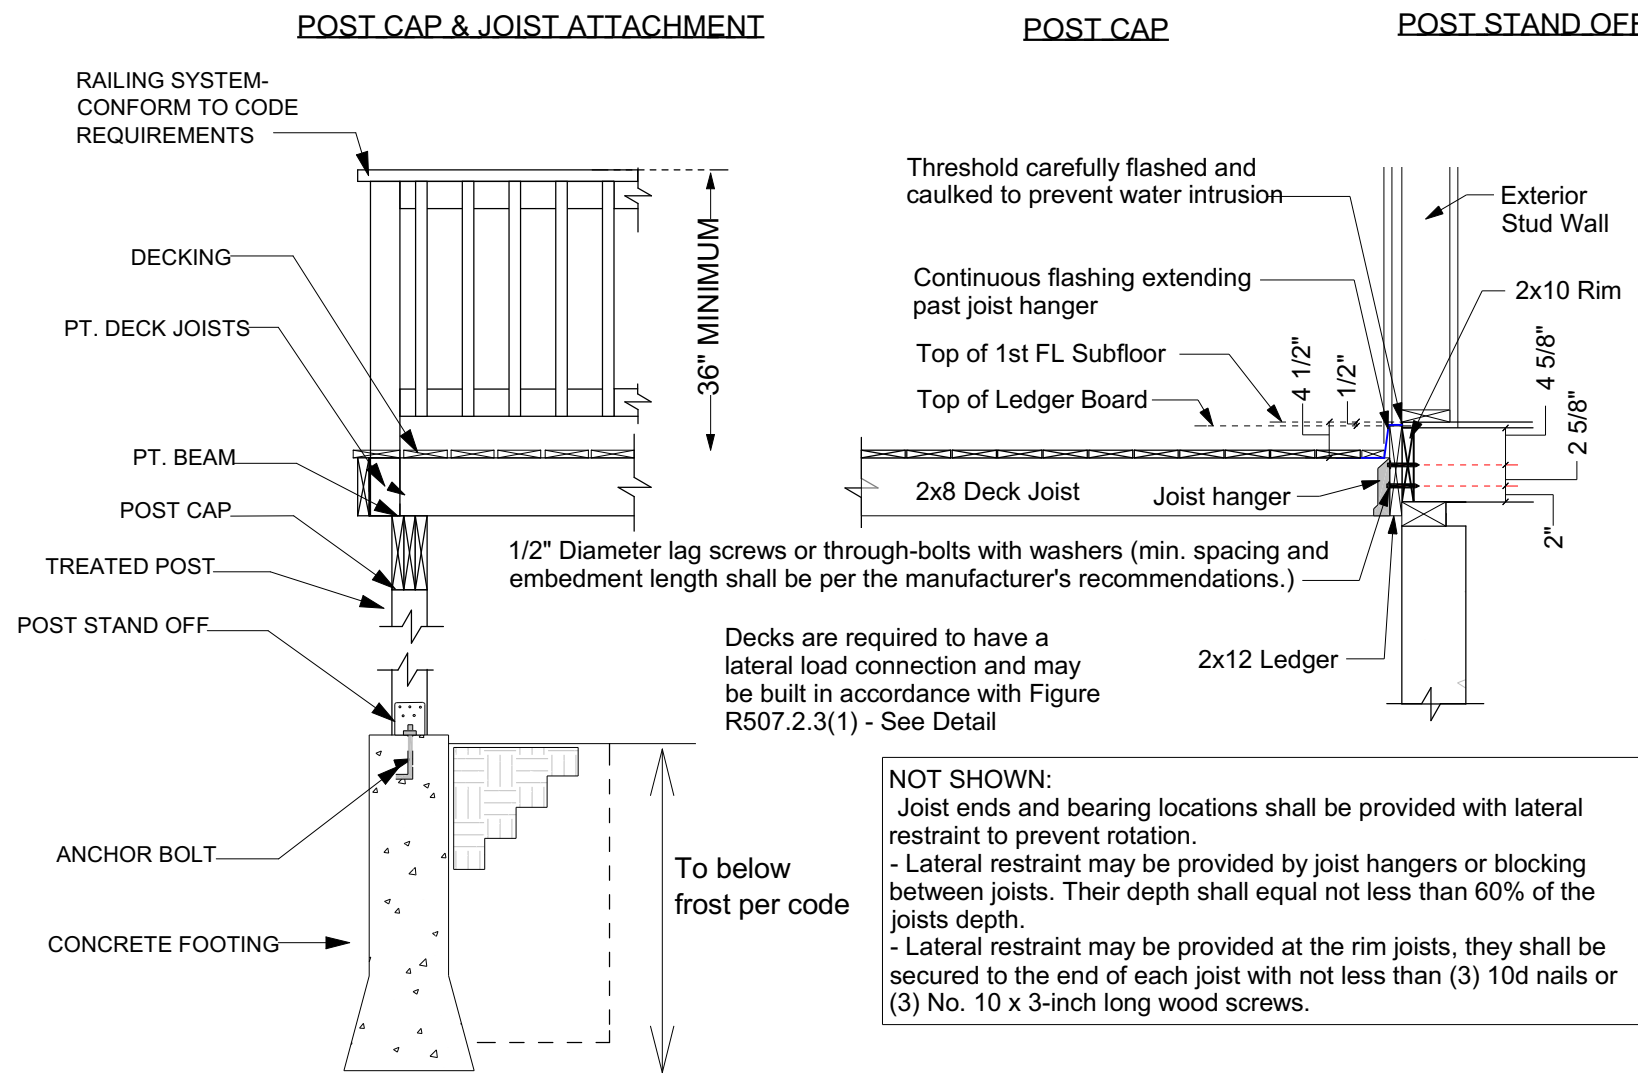 POST CAP & JOIST ATTACHMENT
POST CAP
POST STAND OFF
RAILING SYSTEM-
CONFORM TO CODE
REQUIREMENTS
DECKING
PT. DECK JOISTS
PT. BEAM
POST CAP
TREATED POST
POST STAND OFF
ANCHOR BOLT
CONCRETE FOOTING
36" MINIMUM
To below
frost per code
Threshold carefully flashed and
caulked to prevent water intrusion
Continuous flashing extending
past joist hanger
Top of 1st FL Subfloor
Top of Ledger Board
4 1/2"
1/2"
Exterior
Stud Wall
2x10 Rim
4 5/8"
2 5/8"
2"
2x8 Deck Joist
Joist hanger
1/2" Diameter lag screws or through-bolts with washers (min. spacing and
embedment length shall be per the manufacturer's recommendations.)
2x12 Ledger
Decks are required to have a
lateral load connection and may
be built in accordance with Figure
R507.2.3(1) - See Detail
NOT SHOWN:
Joist ends and bearing locations shall be provided with lateral
restraint to prevent rotation.
- Lateral restraint may be provided by joist hangers or blocking
between joists. Their depth shall equal not less than 60% of the
joists depth.
- Lateral restraint may be provided at the rim joists, they shall be
secured to the end of each joist with not less than (3) 10d nails or
(3) No. 10 x 3-inch long wood screws.